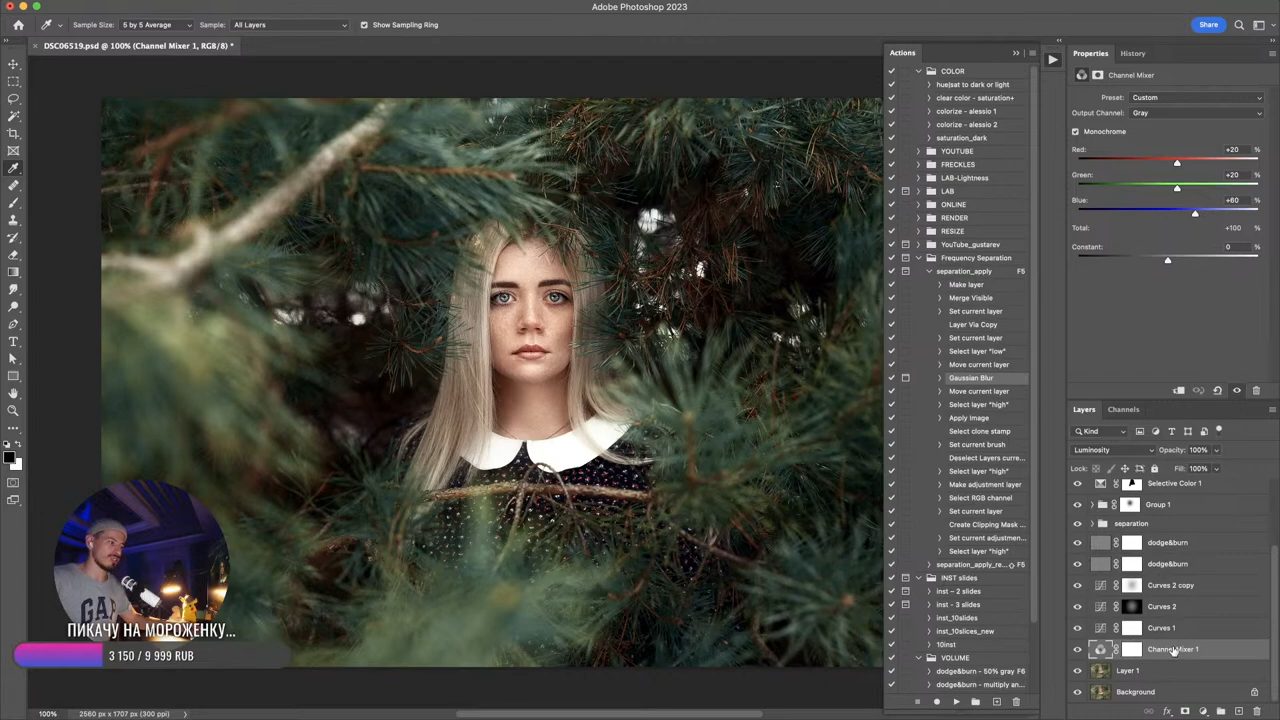 Adobe Photoshop 2023
Sample Size: 5 by 5 Average Sample: All Layers Show Sampling Ring Share
DSC06519.psd @ 100% (Channel Mixer 1, RGB/8) *
Actions
COLOR
hue|sat to dark or light
clear color - saturation+
colorize - alessio 1
colorize - alessio 2
saturation_dark
YOUTUBE
FRECKLES
LAB-Lightness
LAB
ONLINE
RENDER
RESIZE
YouTube_gustarev
Frequency Separation
separation_apply F5
Make layer
Merge Visible
Set current layer
Layer Via Copy
Set current layer
Select layer "low"
Move current layer
Gaussian Blur
Move current layer
Select layer "high"
Apply Image
Select clone stamp
Set current brush
Deselect Layers curre...
Select layer "high"
Make adjustment layer
Select RGB channel
Set current layer
Create Clipping Mask ...
Set current adjustmen...
Select layer "high"
separation_apply_re... F5
INST slides
inst – 2 slides
inst - 3 slides
inst_10slides
inst_10slices_new
10inst
VOLUME
dodge&burn - 50% gray F6
dodge&burn - multiply an...
Properties History
Channel Mixer
Preset: Custom
Output Channel: Gray
Monochrome
Red: +20 %
Green: +20 %
Blue: +60 %
Total: +100 %
Constant: 0 %
Layers Channels
Kind
Luminosity Opacity: 100%
Lock: Fill: 100%
Selective Color 1
Group 1
separation
dodge&burn
dodge&burn
Curves 2 copy
Curves 2
Curves 1
Channel Mixer 1
Layer 1
Background
GAP
ПИКАЧУ НА МОРОЖЕНКУ...
3 150 / 9 999 RUB
100% 2560 px x 1707 px (300 ppi)